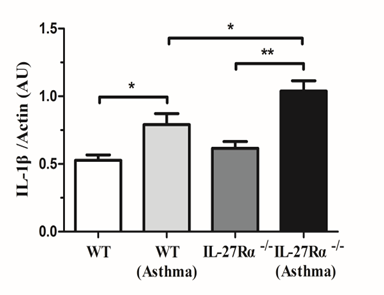 *
*
**
IL-1β /Actin (AU)
1.5
1.0
0.5
0.0
WT
WT
(Asthma)
IL-27Rα -/-
IL-27Rα -/-
(Asthma)